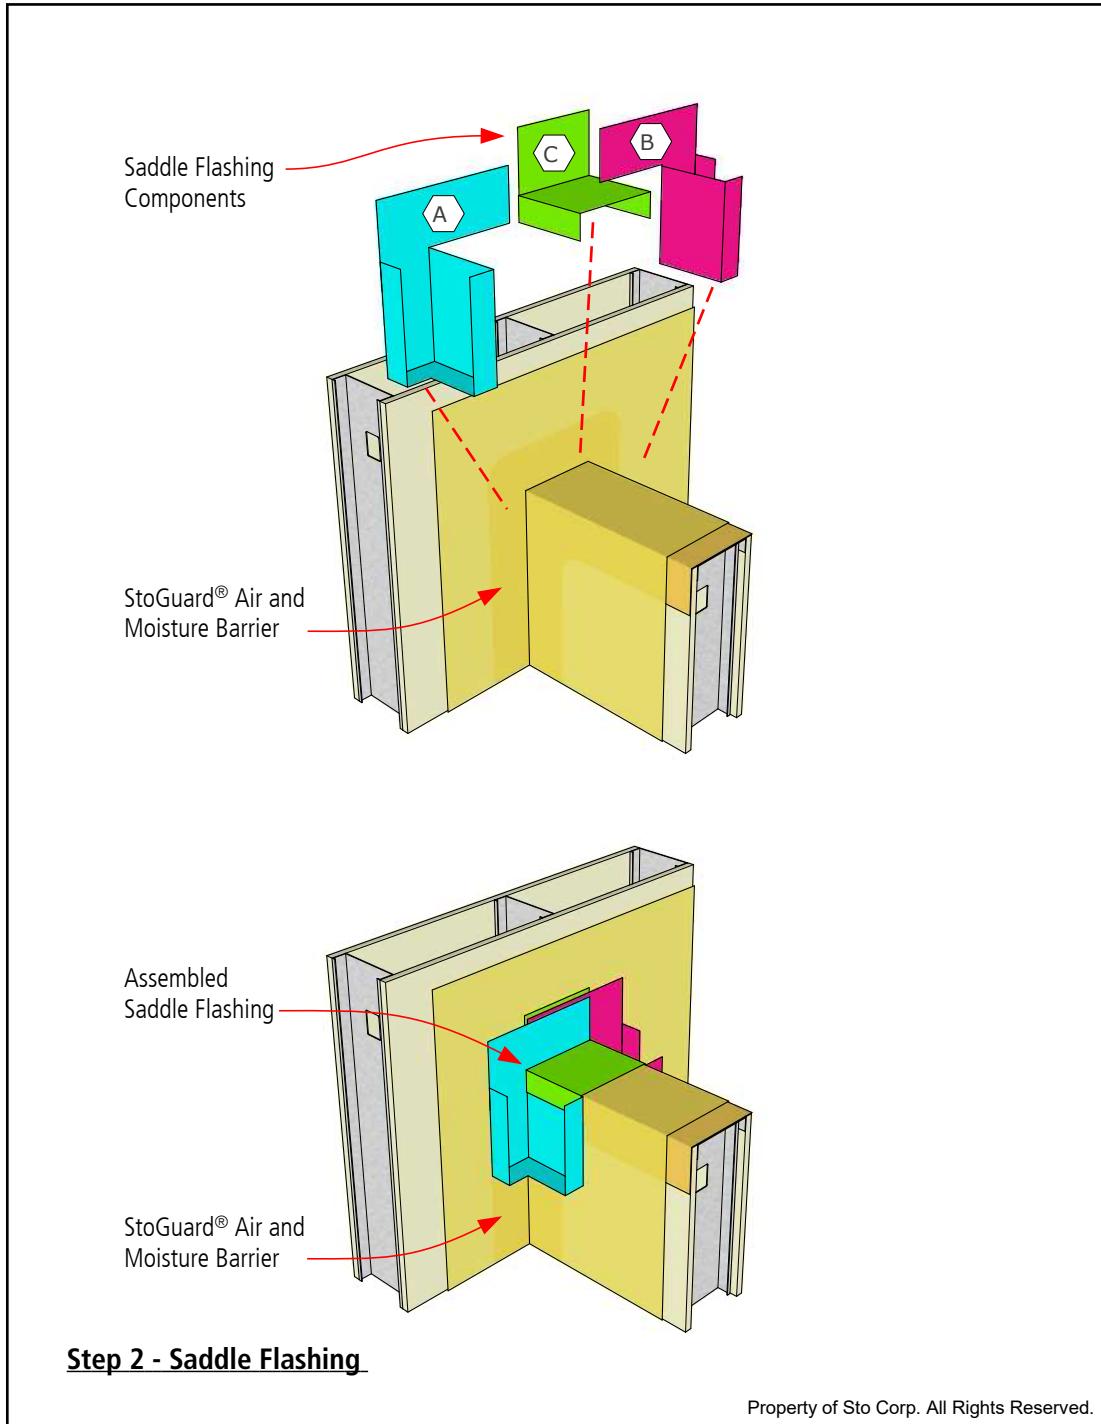 C
B
A
Saddle Flashing
Components
StoGuard® Air and
Moisture Barrier
Assembled
Saddle Flashing
StoGuard® Air and
Moisture Barrier
Step 2 - Saddle Flashing
Property of Sto Corp. All Rights Reserved.